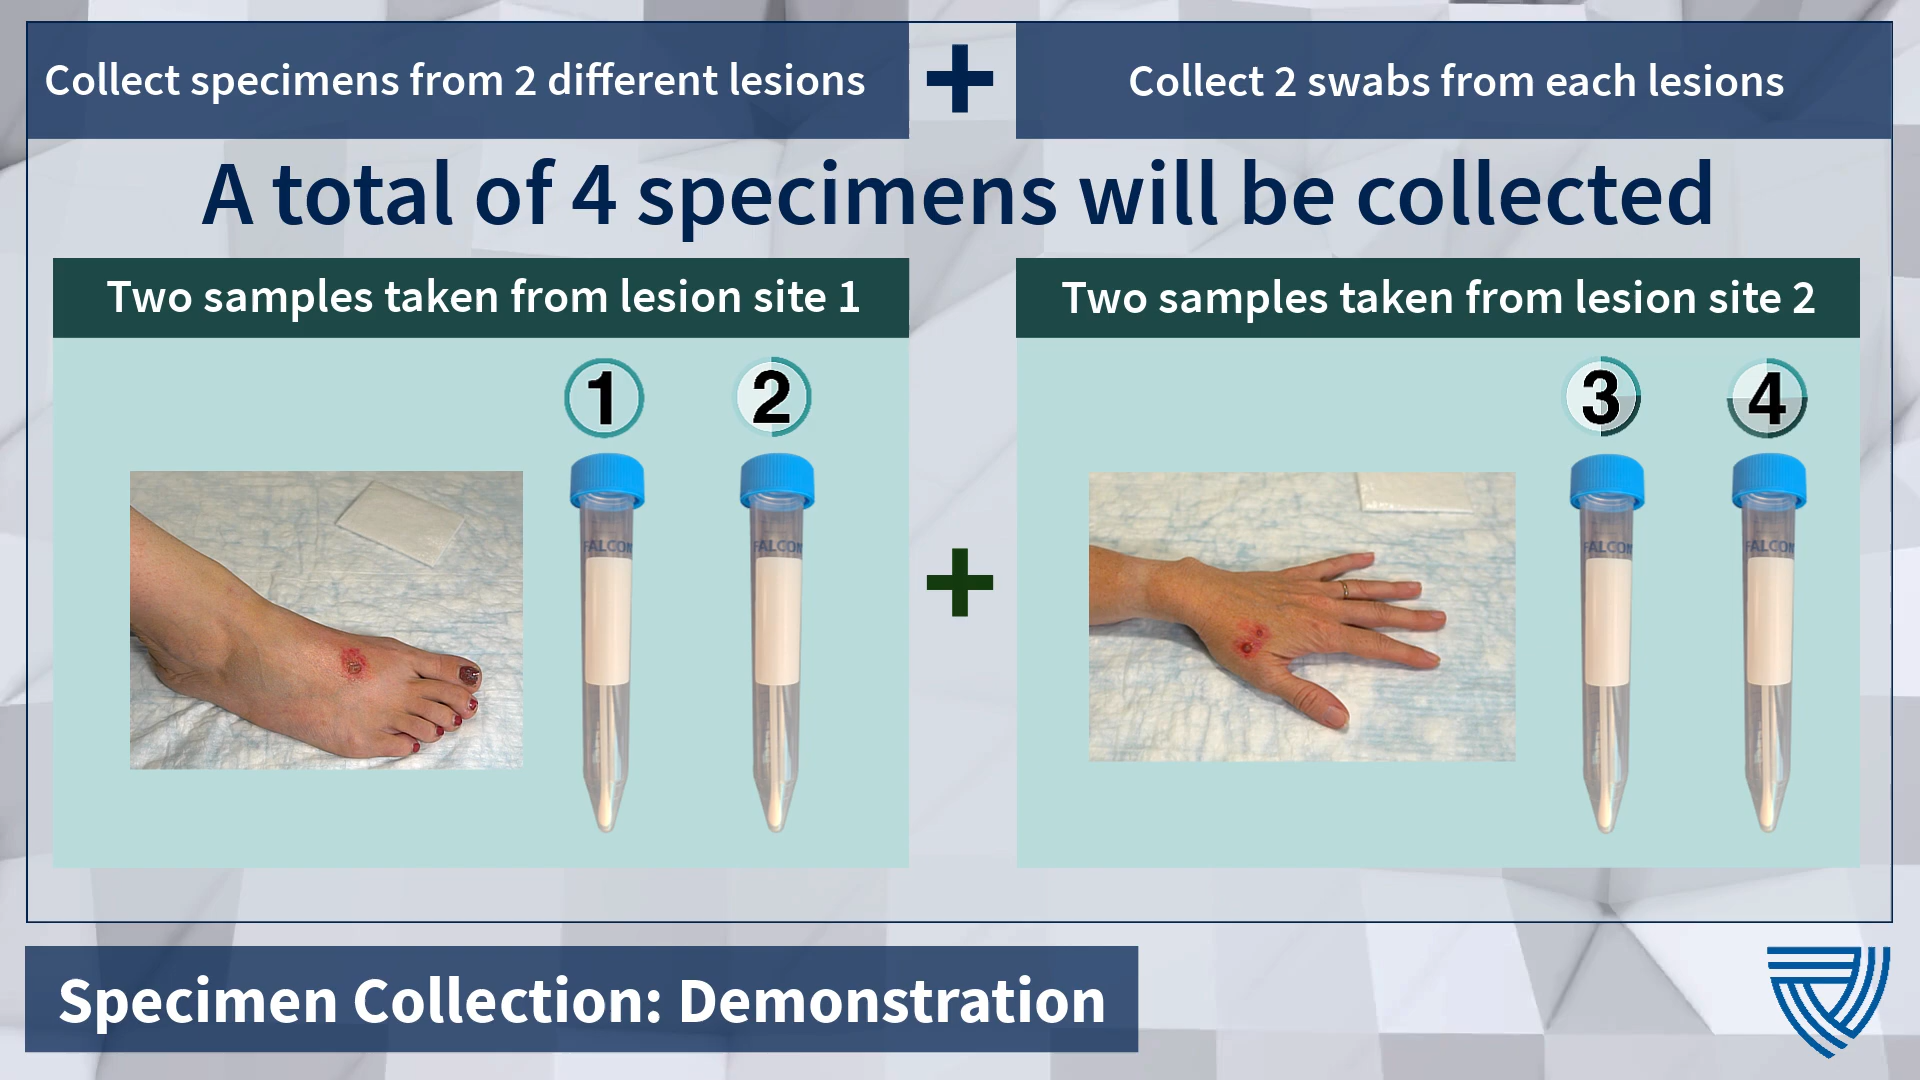 Collect specimens from 2 different lesions
+
Collect 2 swabs from each lesions
A total of 4 specimens will be collected
Two samples taken from lesion site 1
Two samples taken from lesion site 2
1
2
3
4
FALCON
FALCON
+
FALCON
FALCON
Specimen Collection: Demonstration